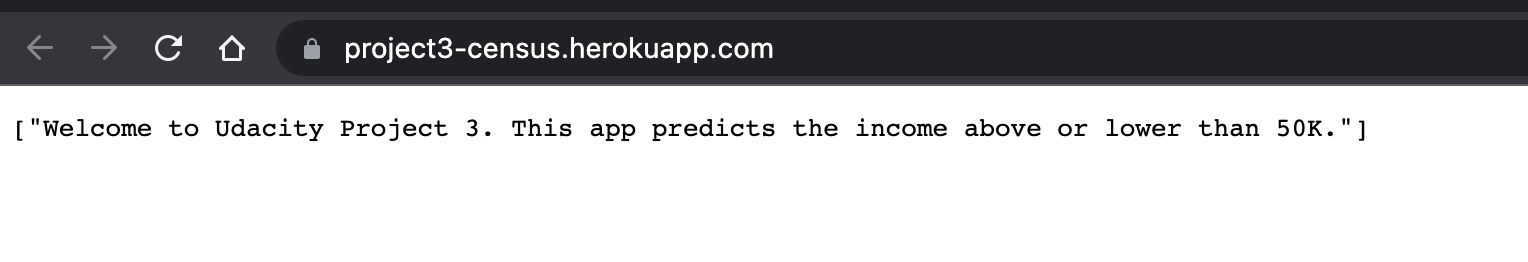 project3-census.herokuapp.com
["Welcome to Udacity Project 3. This app predicts the income above or lower than 50K."]